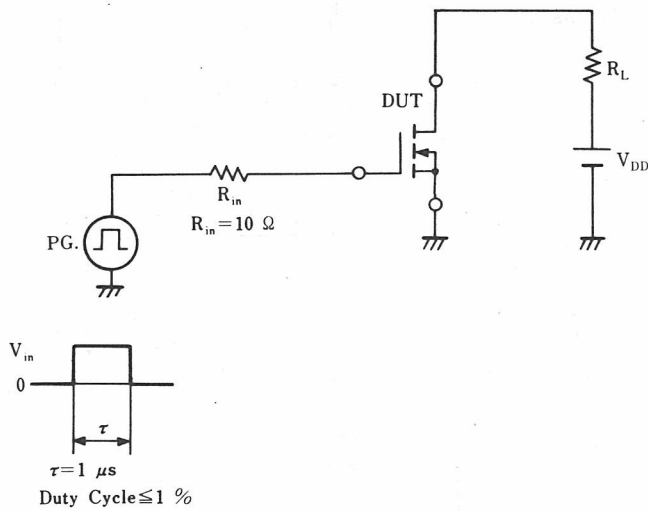 DUT
R_L
V_DD
R_in
R_in=10 Ω
PG.
V_in
0
τ
τ=1 μs
Duty Cycle≦1 %